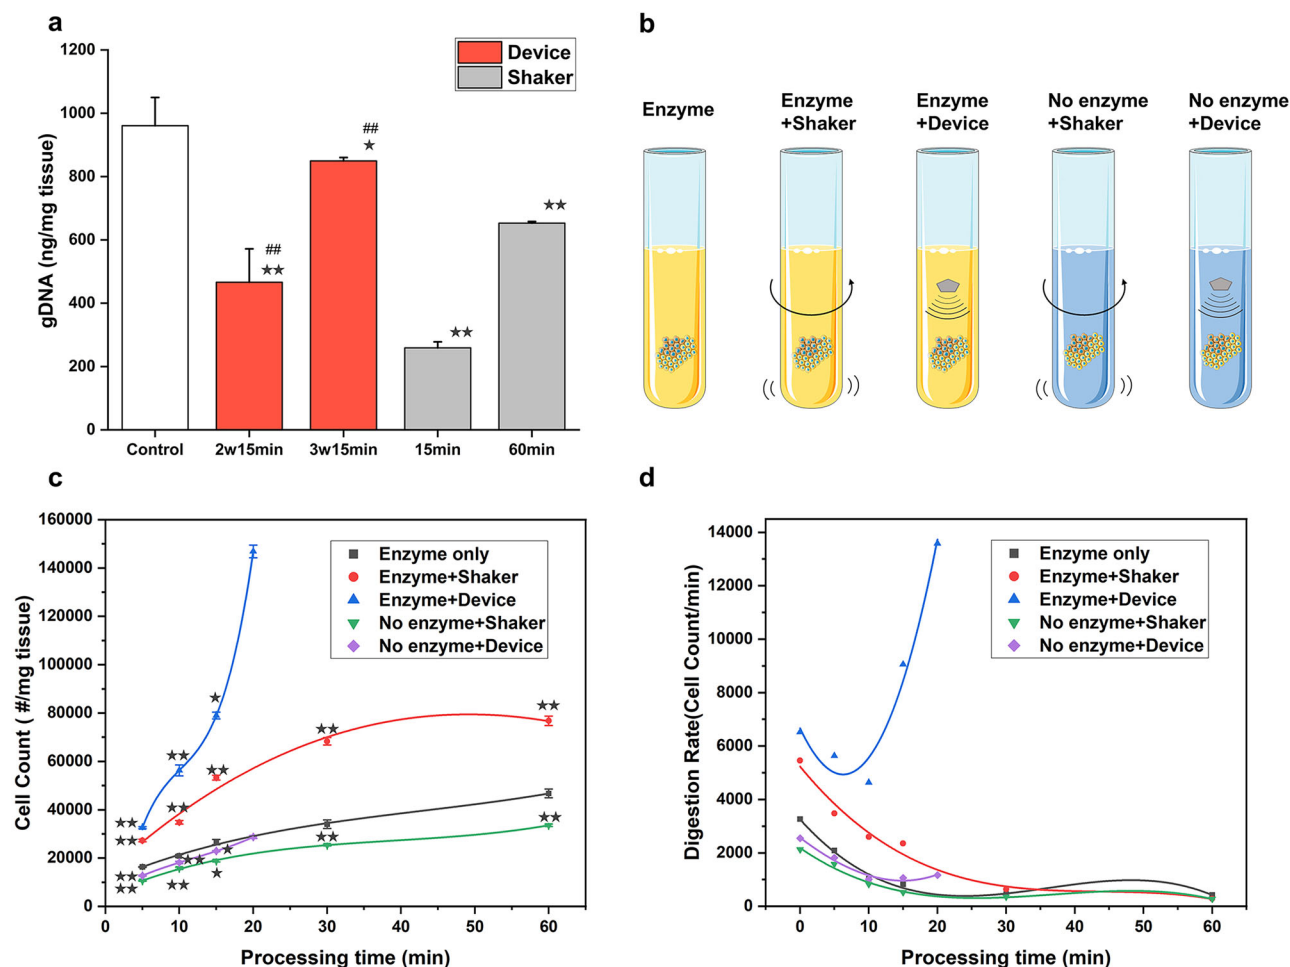 a
1200
1000
800
600
400
200
0
gDNA (ng/mg tissue)
Device
Shaker
##
★★
##
★
★★
★★
Control
2w15min
3w15min
15min
60min
b
Enzyme
Enzyme
+Shaker
Enzyme
+Device
No enzyme
+Shaker
No enzyme
+Device
c
160000
140000
120000
100000
80000
60000
40000
20000
0
Cell Count ( #/mg tissue)
Enzyme only
Enzyme+Shaker
Enzyme+Device
No enzyme+Shaker
No enzyme+Device
★
★★
★★
★★
★★
★★
★★
★★
★★
★★
★
★★
★★
★★
★★
★
0
10
20
30
40
50
60
Processing time (min)
d
14000
12000
10000
8000
6000
4000
2000
0
Digestion Rate(Cell Count/min)
Enzyme only
Enzyme+Shaker
Enzyme+Device
No enzyme+Shaker
No enzyme+Device
0
10
20
30
40
50
60
Processing time (min)